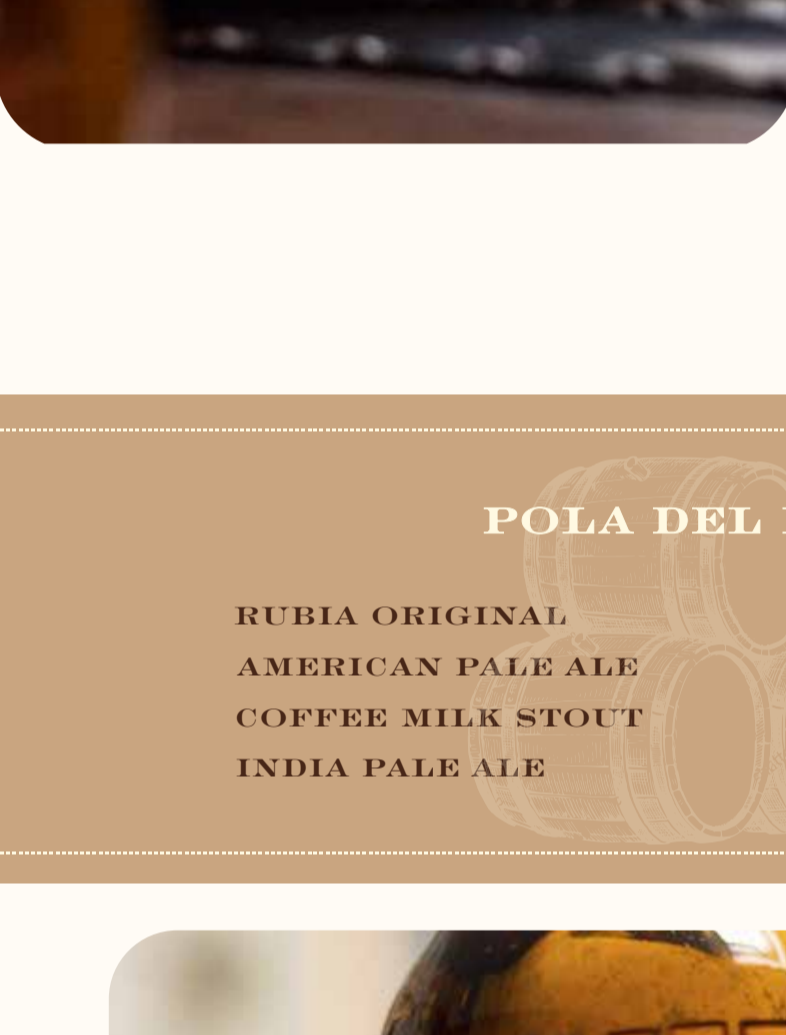 POLA DEL
RUBIA ORIGINAL
AMERICAN PALE ALE
COFFEE MILK STOUT
INDIA PALE ALE